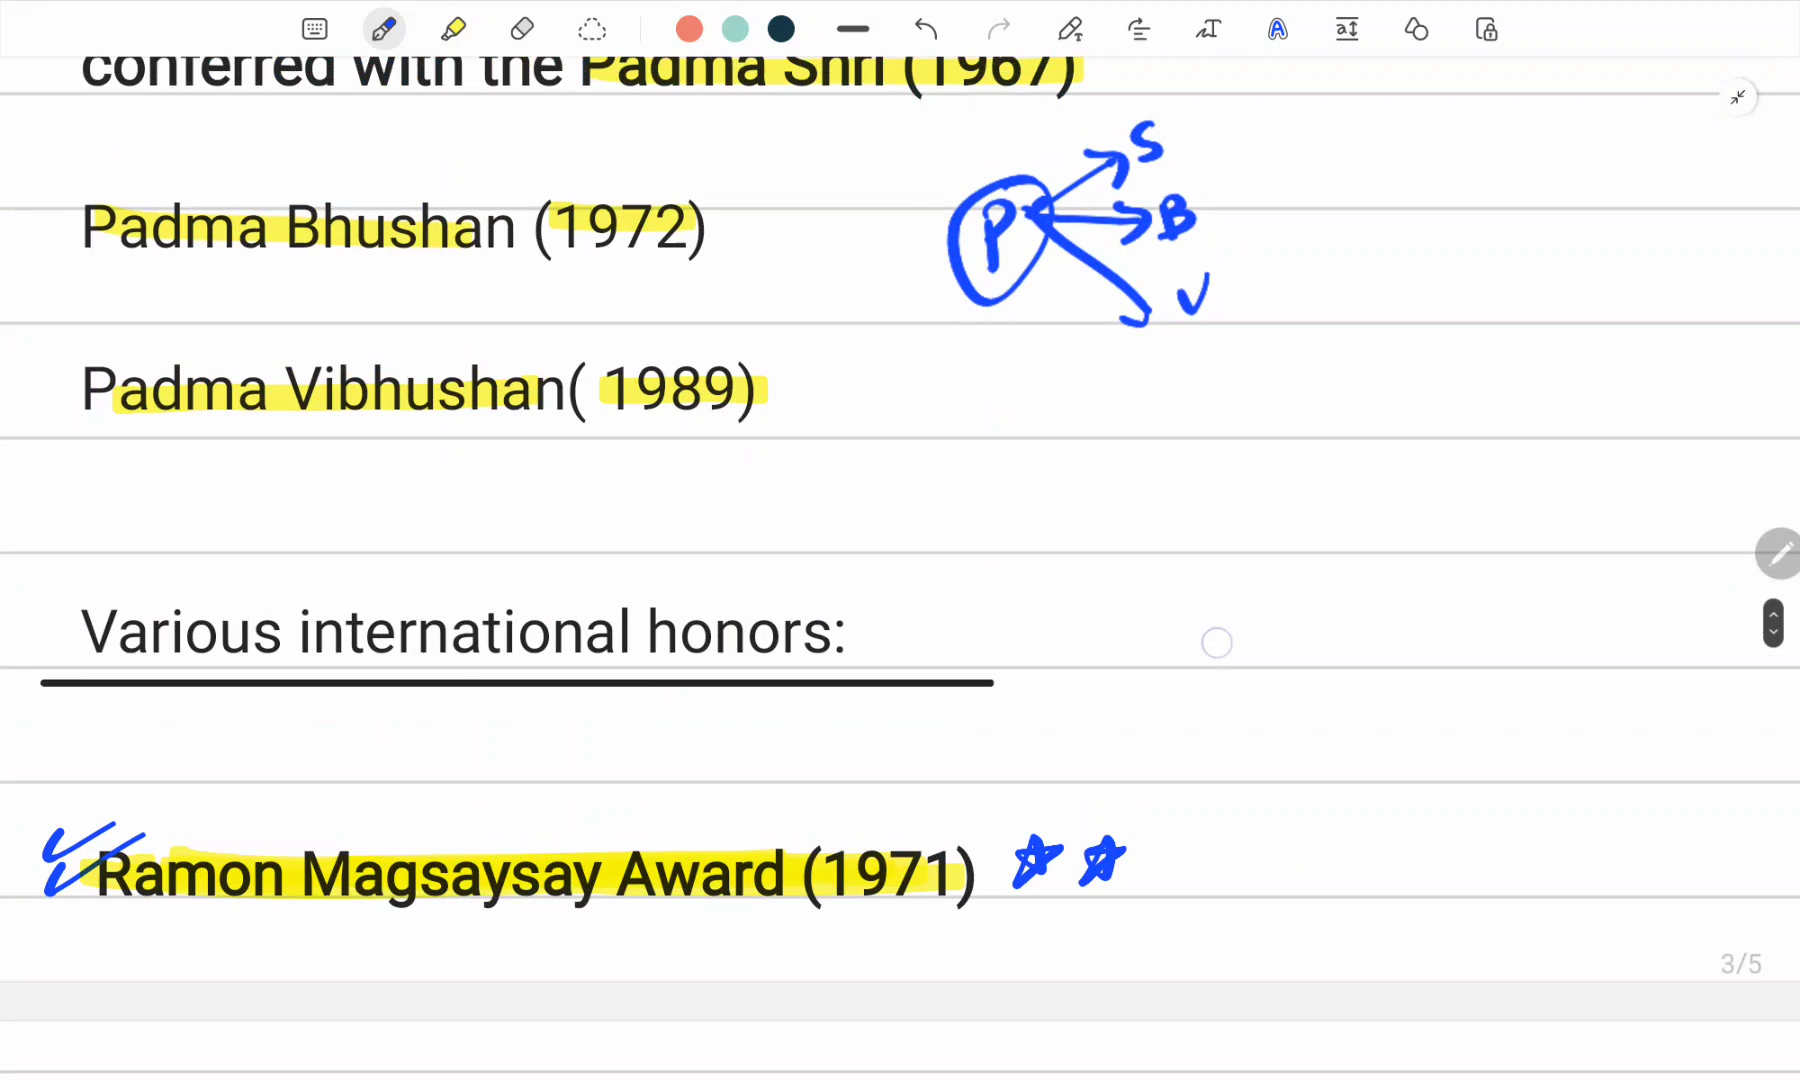 conferred with the Padma Shri (1967)
S
Padma Bhushan (1972)
P
B
V
Padma Vibhushan( 1989)
Various international honors:
Ramon Magsaysay Award (1971)
3/5